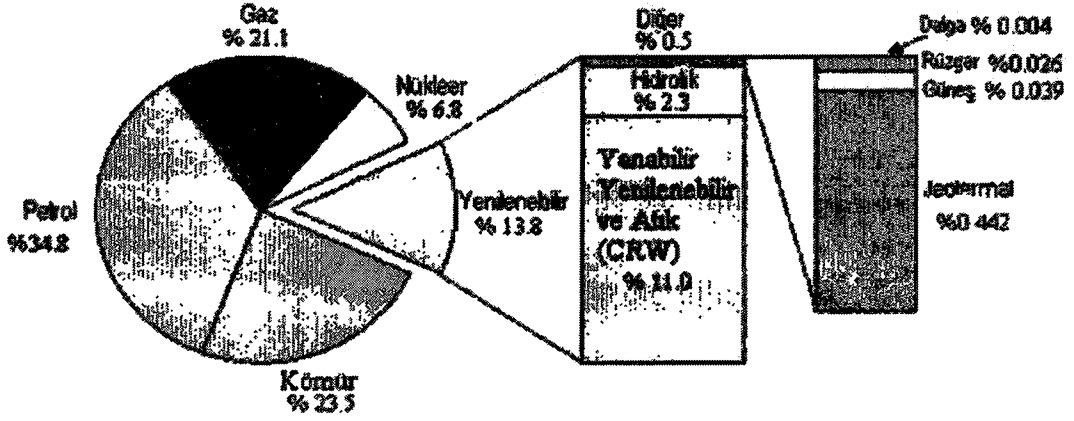 Gaz
% 21.1
Nükleer
% 6.8
Yenilenebilir
% 13.8
Kömür
% 23.5
Petrol
%34.8
Diğer
% 0.5
Hidrolik
% 2.3
Yanabilir
Yenilenebilir
ve Atık
(CRW)
% 11.0
Dalga % 0.004
Rüzgar %0.026
Güneş % 0.039
Jeotermal
%0.442